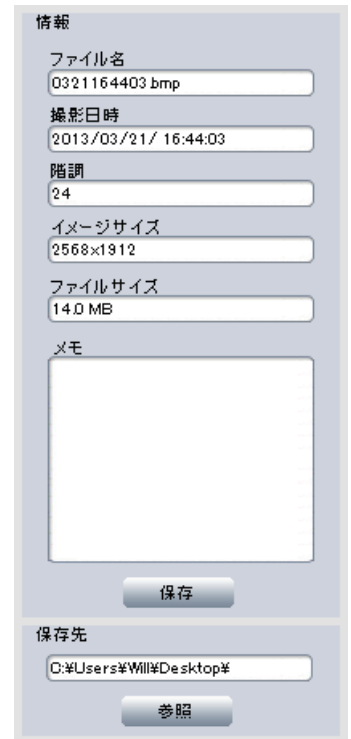 情報
ファイル名
0321164403.bmp
撮影日時
2013/03/21/ 16:44:03
階調
24
イメージサイズ
2568x1912
ファイルサイズ
14.0 MB
メモ
保存
保存先
C:¥Users¥Will¥Desktop¥
参照